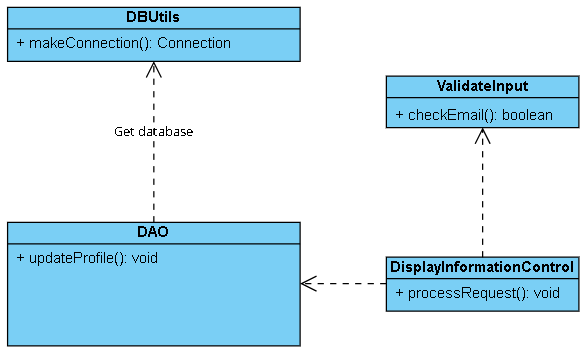 DBUtils
+ makeConnection(): Connection
ValidateInput
+ checkEmail(): boolean
Get database
DAO
+ updateProfile(): void
DisplayInformationControl
+ processRequest(): void